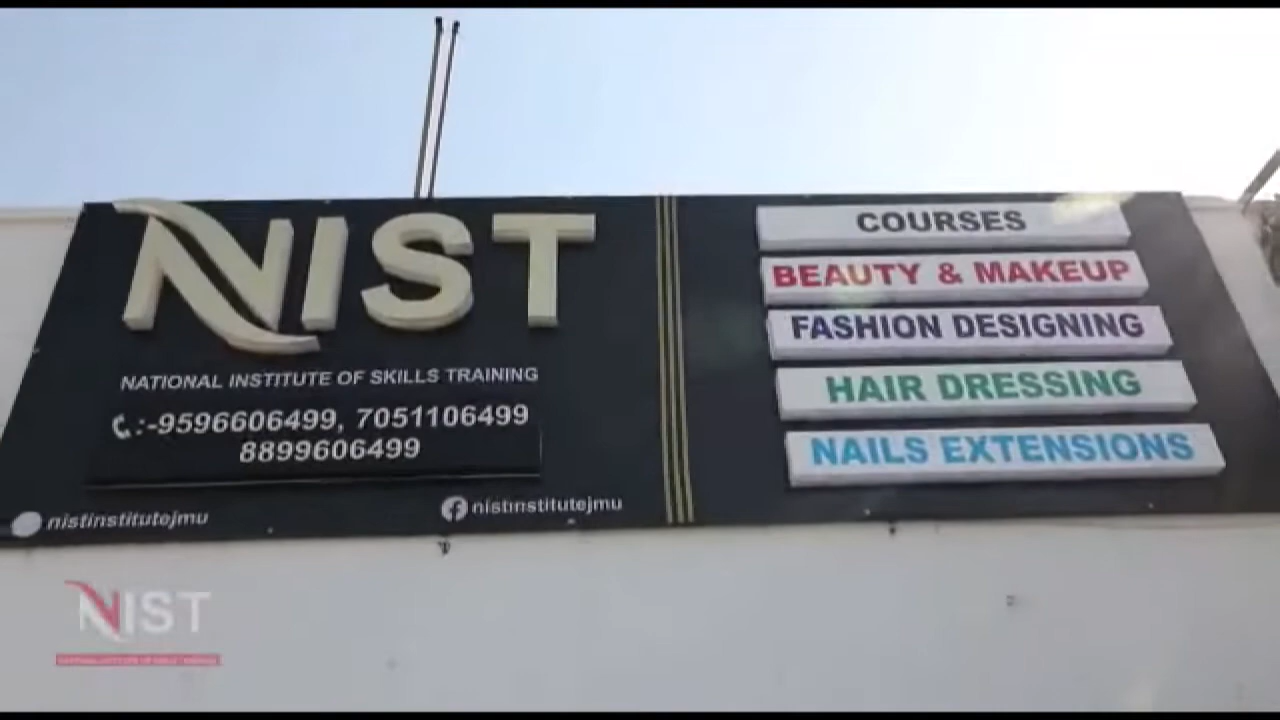 NIST
NATIONAL INSTITUTE OF SKILLS TRAINING
:-9596606499, 7051106499
8899606499
nistinstitutejmu
nistinstitutejmu
COURSES
BEAUTY & MAKEUP
FASHION DESIGNING
HAIR DRESSING
NAILS EXTENSIONS
NIST